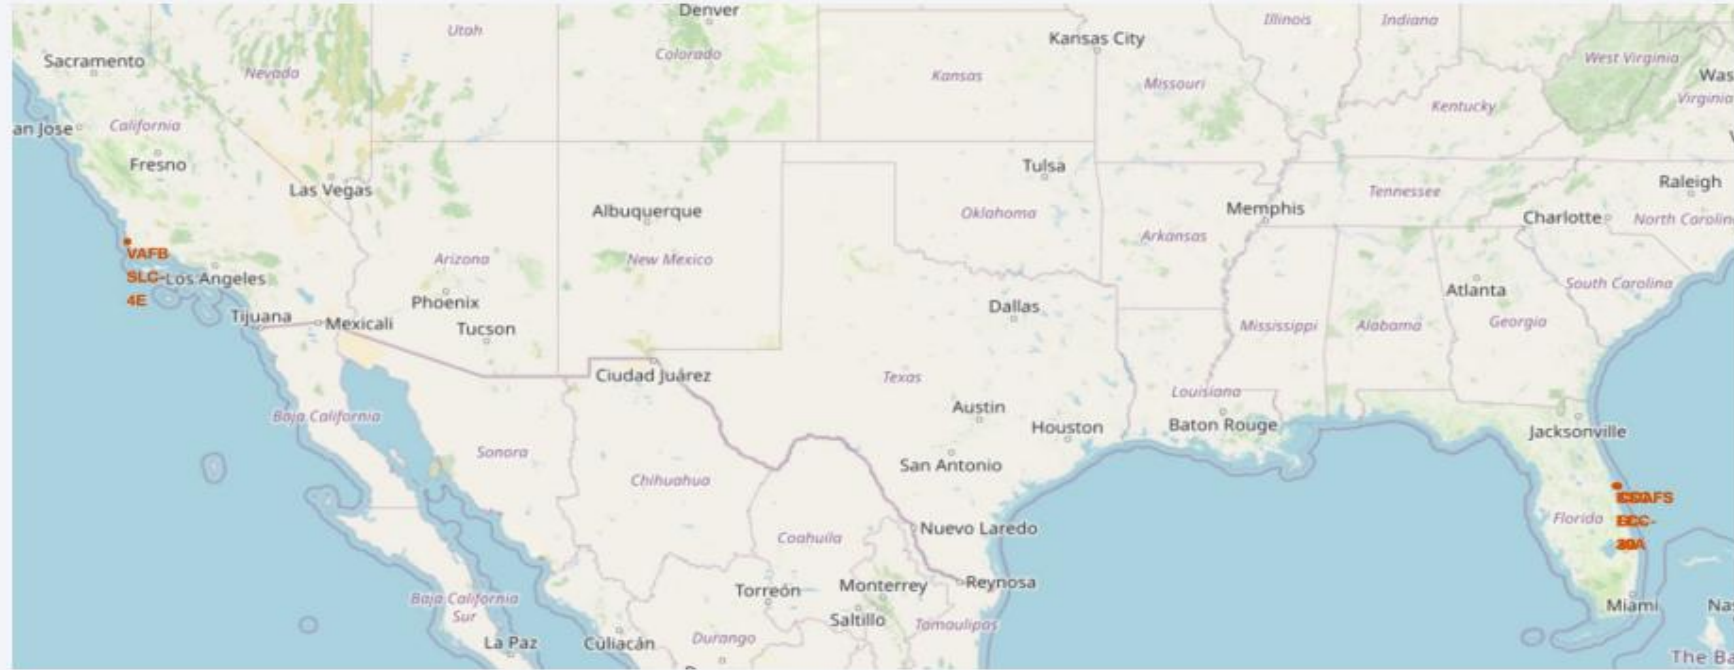 Denver
Utah
Illinois
Indiana
Kansas City
Sacramento
Colorado
West Virginia
Nevada
Kansas
Missouri
Was
Kentucky
Virginia
an Jose
California
Fresno
Tulsa
Las Vegas
Tennessee
Raleigh
Albuquerque
Oklahoma
Memphis
Charlotte
North Carolin
Arkansas
VAFB
SLC-
4E
Los Angeles
Arizona
New Mexico
South Carolina
Phoenix
Atlanta
Dallas
Tijuana
Mexicali
Tucson
Mississippi
Alabama
Georgia
Ciudad Juárez
Texas
Louisiana
Baja California
Austin
Houston
Baton Rouge
Jacksonville
Sonora
San Antonio
Chihuahua
Florida
Nuevo Laredo
Coahuila
Torreón
Monterrey
Reynosa
Baja California
Sur
Saltillo
Tamaulipas
Miami
Nas
La Paz
Culiacán
Durango
The Ba